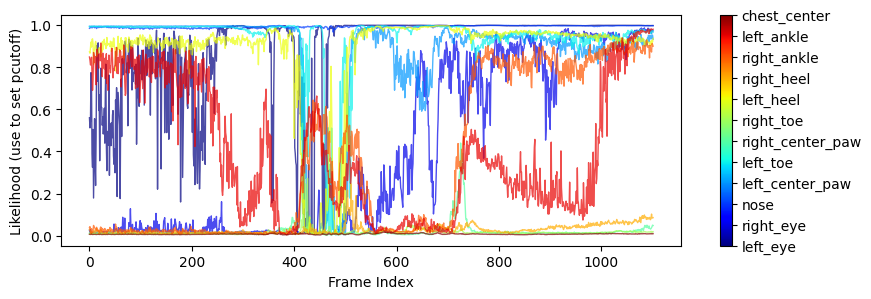 Likelihood (use to set pcutoff)
1.0
0.8
0.6
0.4
0.2
0.0
0
200
400
600
800
1000
Frame Index
chest_center
left_ankle
right_ankle
right_heel
left_heel
right_toe
right_center_paw
left_toe
left_center_paw
nose
right_eye
left_eye